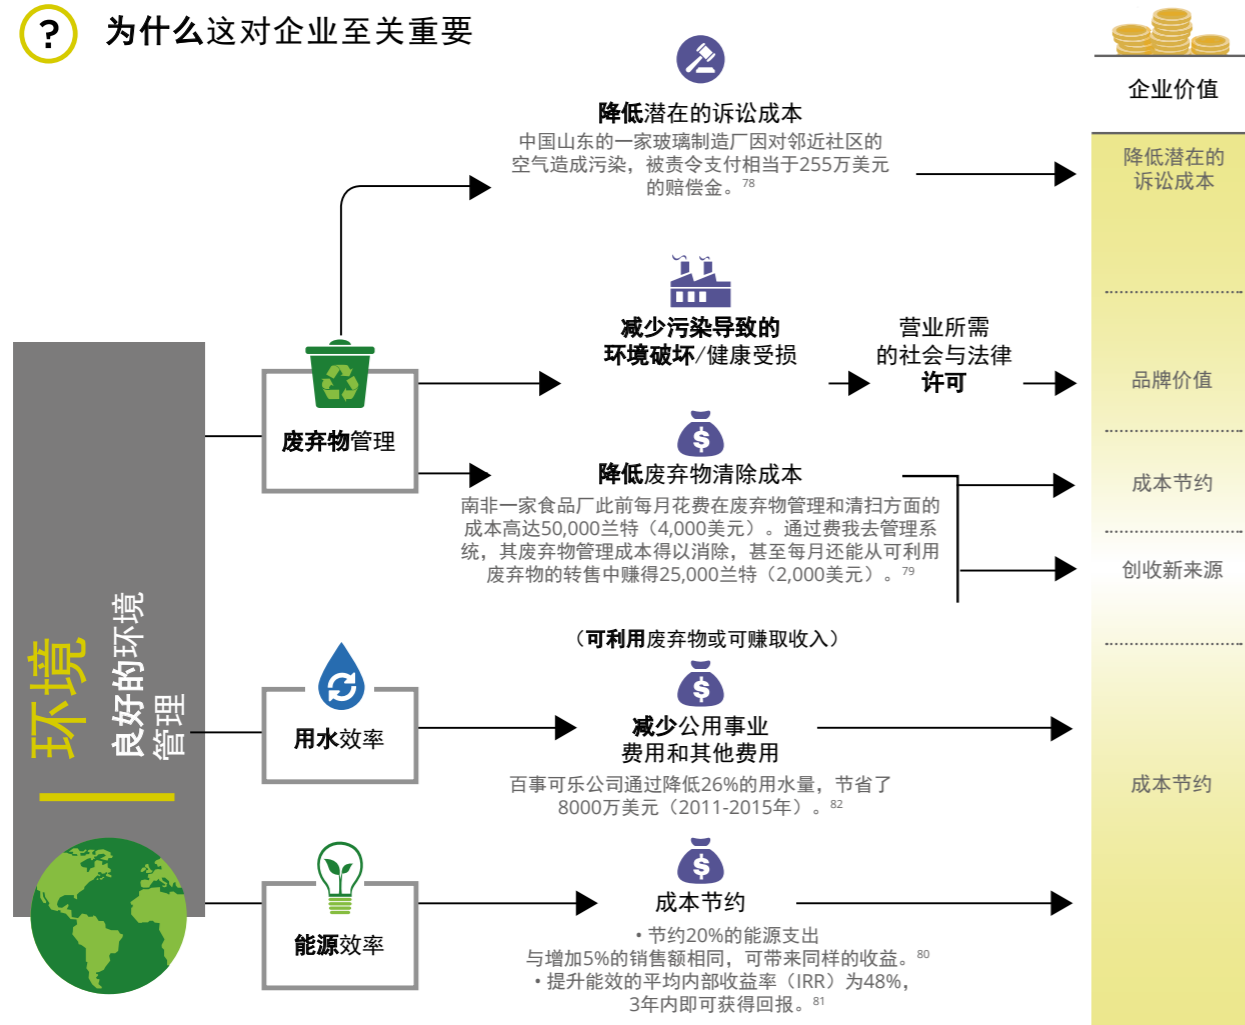 ?
为什么这对企业至关重要
企业价值
降低潜在的诉讼成本
中国山东的一家玻璃制造厂因对邻近社区的
空气造成污染，被责令支付相当于255万美元
的赔偿金。78
降低潜在的
诉讼成本
减少污染导致的
环境破坏/健康受损
营业所需
的社会与法律
许可
品牌价值
废弃物管理
降低废弃物清除成本
南非一家食品厂此前每月花费在废弃物管理和清扫方面的
成本高达50,000兰特（4,000美元）。通过费我去管理系
统，其废弃物管理成本得以消除，甚至每月还能从可利用
废弃物的转售中赚得25,000兰特（2,000美元）。79
成本节约
创收新来源
（可利用废弃物或可赚取收入）
环境
良好的环境
管理
用水效率
$
减少公用事业
费用和其他费用
百事可乐公司通过降低26%的用水量，节省了
8000万美元（2011-2015年）。82
成本节约
能源效率
$
成本节约
• 节约20%的能源支出
与增加5%的销售额相同，可带来同样的收益。80
• 提升能效的平均内部收益率（IRR）为48%，
3年内即可获得回报。81